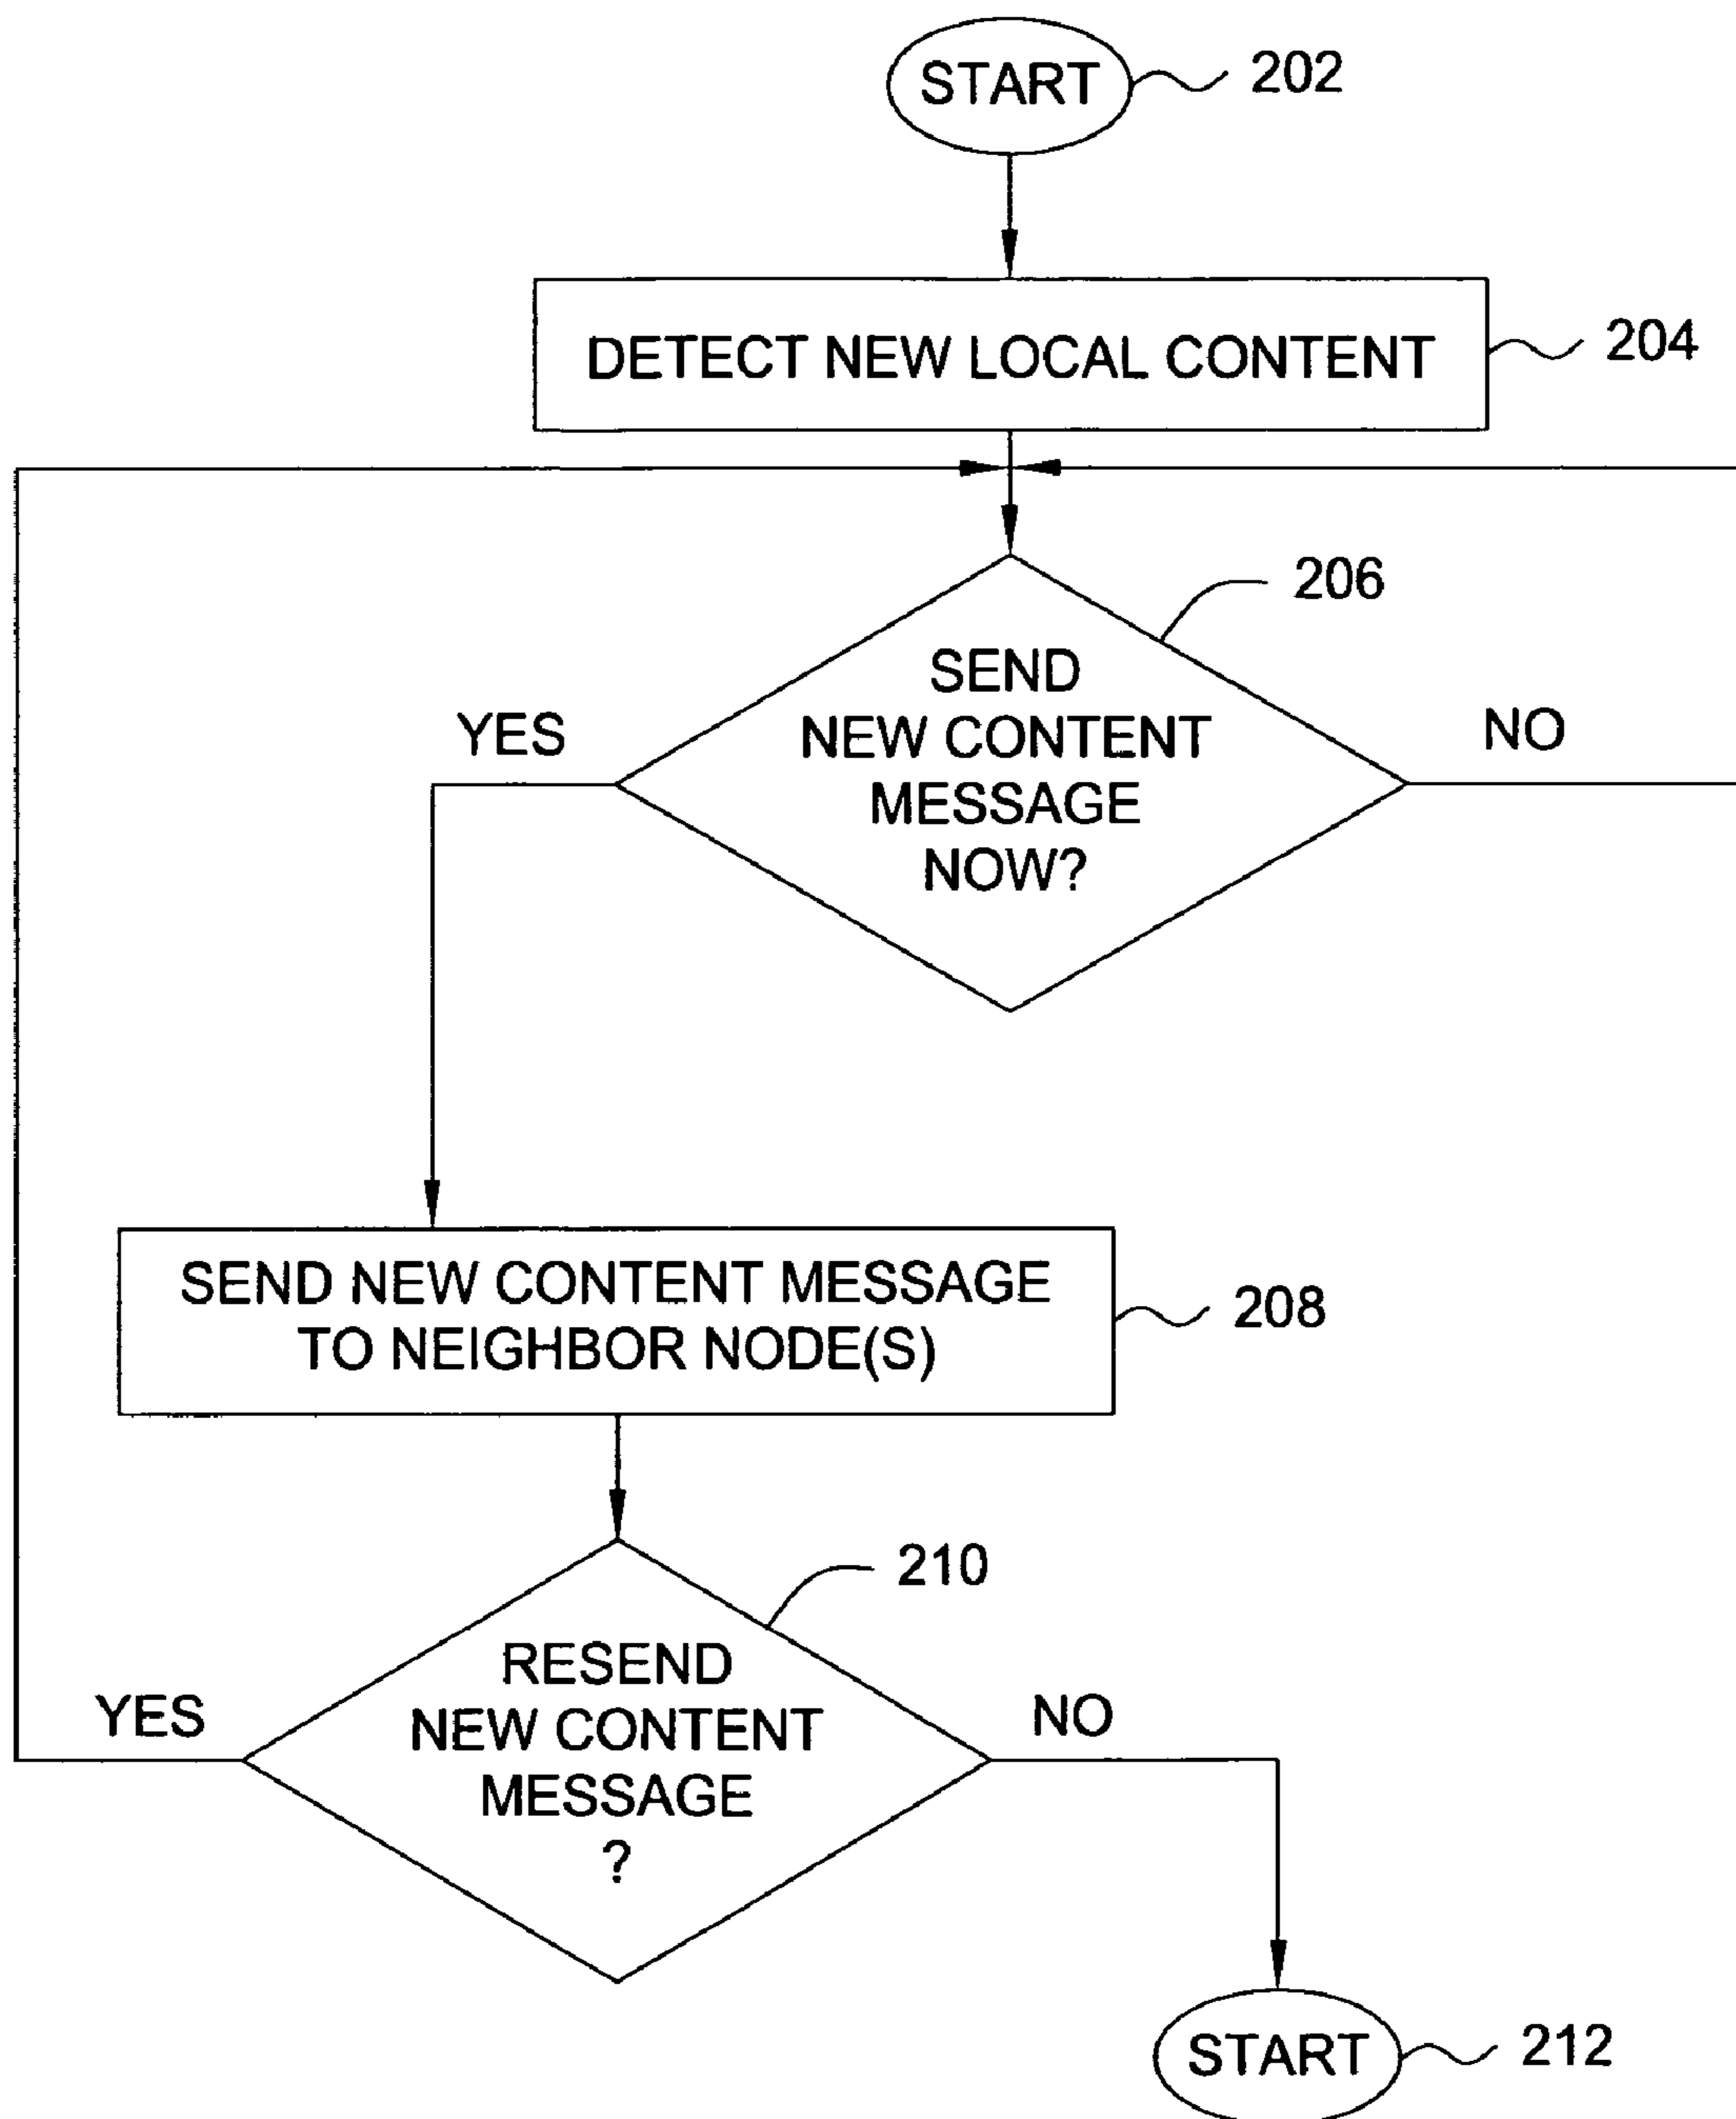 START
202
DETECT NEW LOCAL CONTENT
204
206
SEND
NEW CONTENT
MESSAGE
NOW?
YES
NO
SEND NEW CONTENT MESSAGE
TO NEIGHBOR NODE(S)
208
210
RESEND
NEW CONTENT
MESSAGE
?
YES
NO
START
212